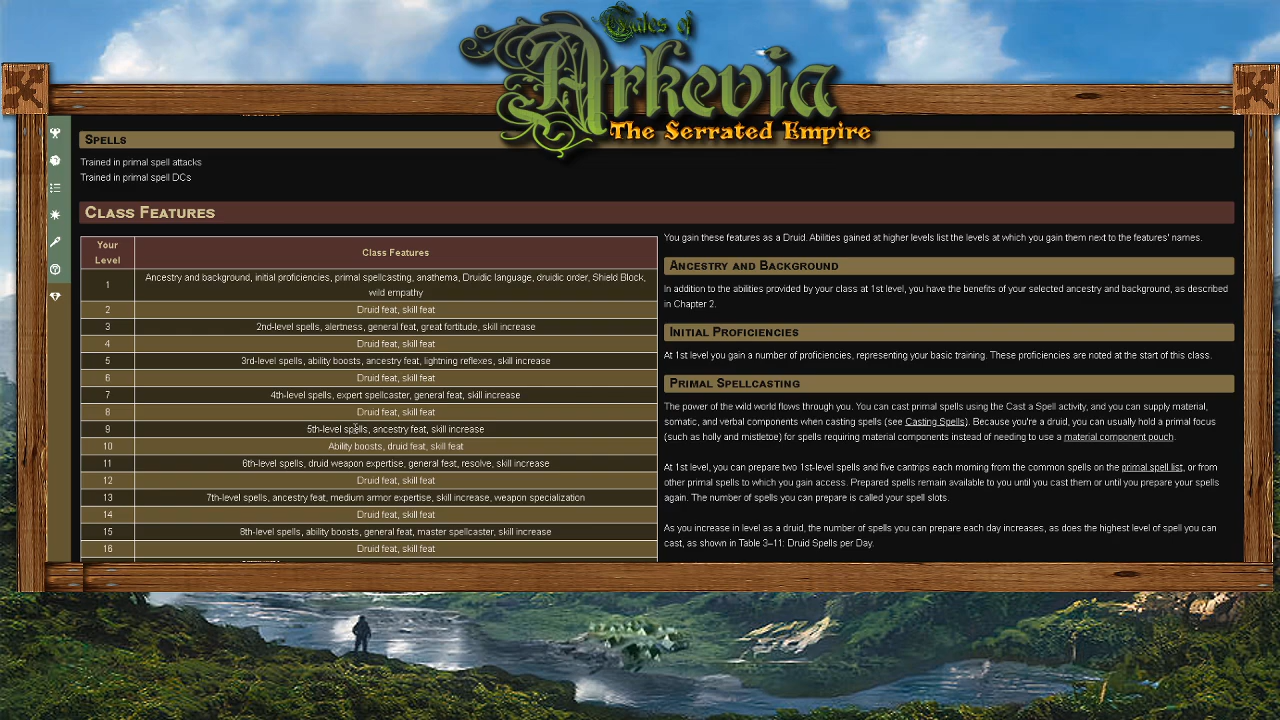 Tales of
Arkevia
The Serrated Empire
Spells
Trained in primal spell attacks
Trained in primal spell DCs
Class Features
Your Level
Class Features
1 Ancestry and background, initial proficiencies, primal spellcasting, anathema, Druidic language, druidic order, Shield Block,
wild empathy
2 Druid feat, skill feat
3 2nd-level spells, alertness, general feat, great fortitude, skill increase
4 Druid feat, skill feat
5 3rd-level spells, ability boosts, ancestry feat, lightning reflexes, skill increase
6 Druid feat, skill feat
7 4th-level spells, expert spellcaster, general feat, skill increase
8 Druid feat, skill feat
9 5th-level spells, ancestry feat, skill increase
10 Ability boosts, druid feat, skill feat
11 6th-level spells, druid weapon expertise, general feat, resolve, skill increase
12 Druid feat, skill feat
13 7th-level spells, ancestry feat, medium armor expertise, skill increase, weapon specialization
14 Druid feat, skill feat
15 8th-level spells, ability boosts, general feat, master spellcaster, skill increase
16 Druid feat, skill feat
You gain these features as a Druid. Abilities gained at higher levels list the levels at which you gain them next to the features' names.
Ancestry and Background
In addition to the abilities provided by your class at 1st level, you have the benefits of your selected ancestry and background, as described
in Chapter 2.
Initial Proficiencies
At 1st level you gain a number of proficiencies, representing your basic training. These proficiencies are noted at the start of this class.
Primal Spellcasting
The power of the wild world flows through you. You can cast primal spells using the Cast a Spell activity, and you can supply material,
somatic, and verbal components when casting spells (see Casting Spells). Because you're a druid, you can usually hold a primal focus
(such as holly and mistletoe) for spells requiring material components instead of needing to use a material component pouch.
At 1st level, you can prepare two 1st-level spells and five cantrips each morning from the common spells on the primal spell list, or from
other primal spells to which you gain access. Prepared spells remain available to you until you cast them or until you prepare your spells
again. The number of spells you can prepare is called your spell slots.
As you increase in level as a druid, the number of spells you can prepare each day increases, as does the highest level of spell you can
cast, as shown in Table 3–11: Druid Spells per Day.